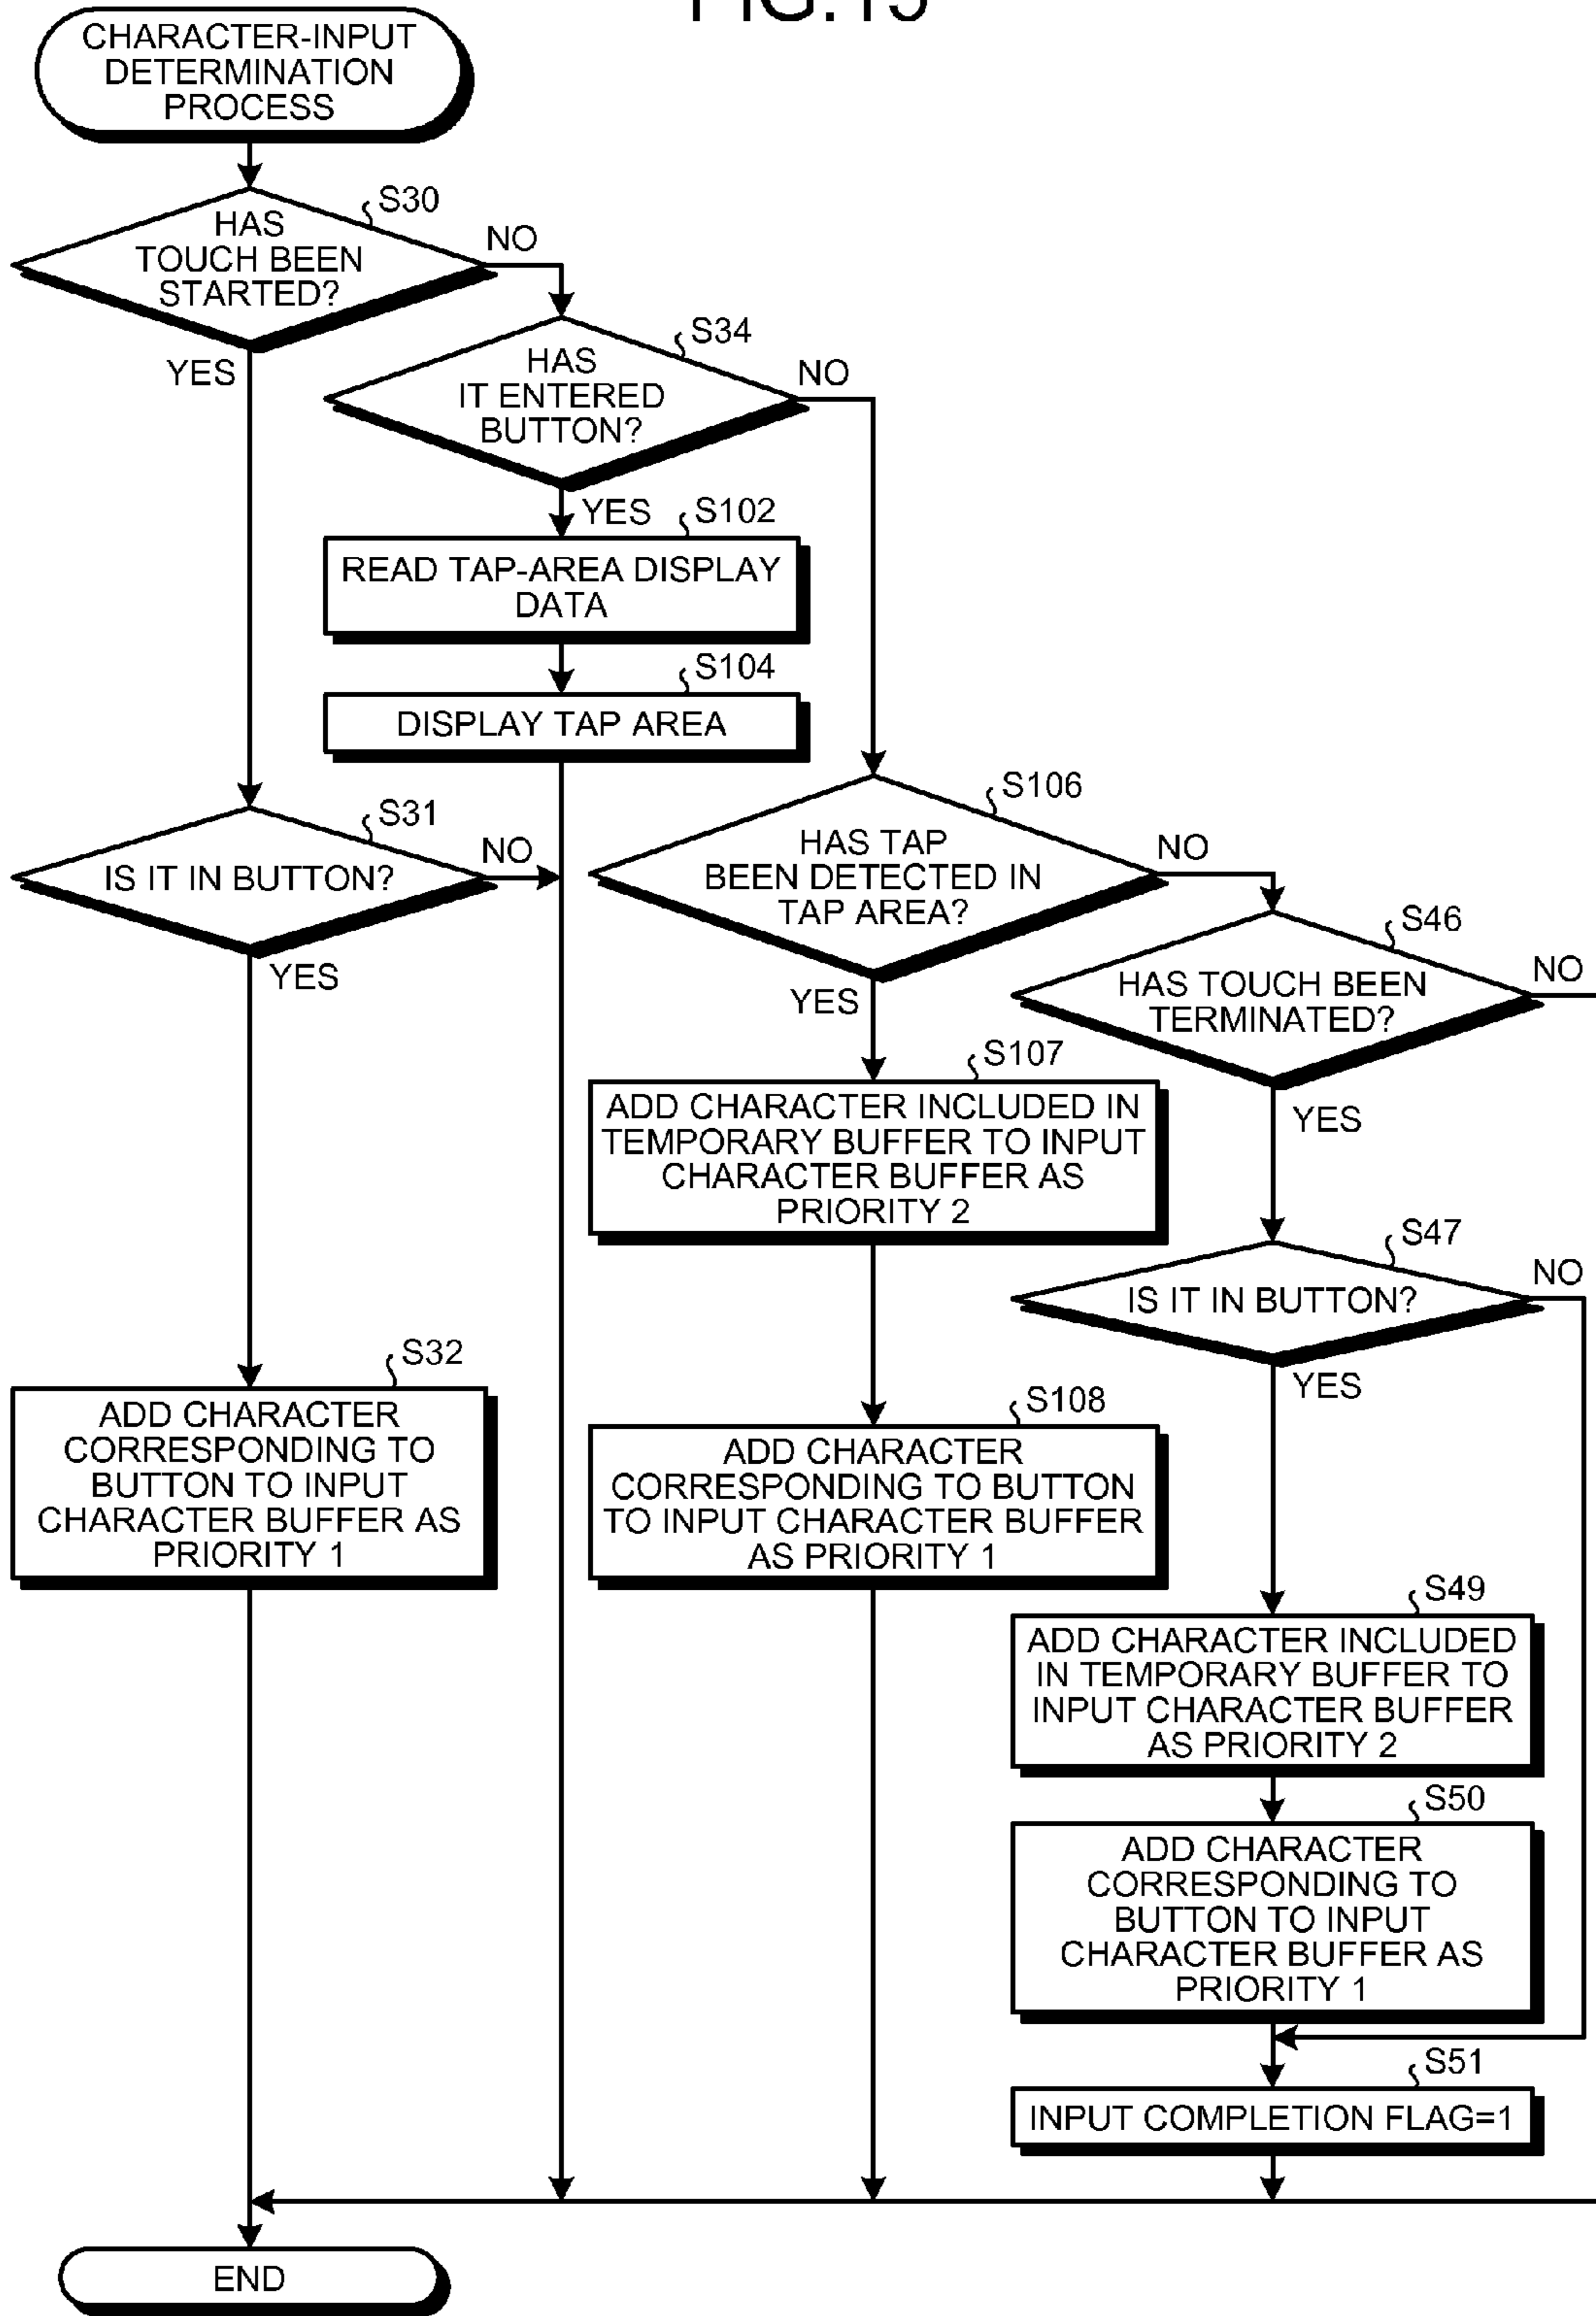 FIG.15
CHARACTER-INPUT
DETERMINATION
PROCESS
S30
HAS
TOUCH BEEN
STARTED?
NO
YES
S34
HAS
IT ENTERED
BUTTON?
NO
YES
S102
READ TAP-AREA DISPLAY
DATA
S104
DISPLAY TAP AREA
S31
IS IT IN BUTTON?
NO
YES
S106
HAS TAP
BEEN DETECTED IN
TAP AREA?
NO
YES
S46
HAS TOUCH BEEN
TERMINATED?
NO
YES
S107
ADD CHARACTER INCLUDED IN
TEMPORARY BUFFER TO INPUT
CHARACTER BUFFER AS
PRIORITY 2
S47
IS IT IN BUTTON?
NO
YES
S32
ADD CHARACTER
CORRESPONDING TO
BUTTON TO INPUT
CHARACTER BUFFER AS
PRIORITY 1
S108
ADD CHARACTER
CORRESPONDING TO BUTTON
TO INPUT CHARACTER BUFFER
AS PRIORITY 1
S49
ADD CHARACTER INCLUDED
IN TEMPORARY BUFFER TO
INPUT CHARACTER BUFFER
AS PRIORITY 2
S50
ADD CHARACTER
CORRESPONDING TO
BUTTON TO INPUT
CHARACTER BUFFER AS
PRIORITY 1
S51
INPUT COMPLETION FLAG=1
END